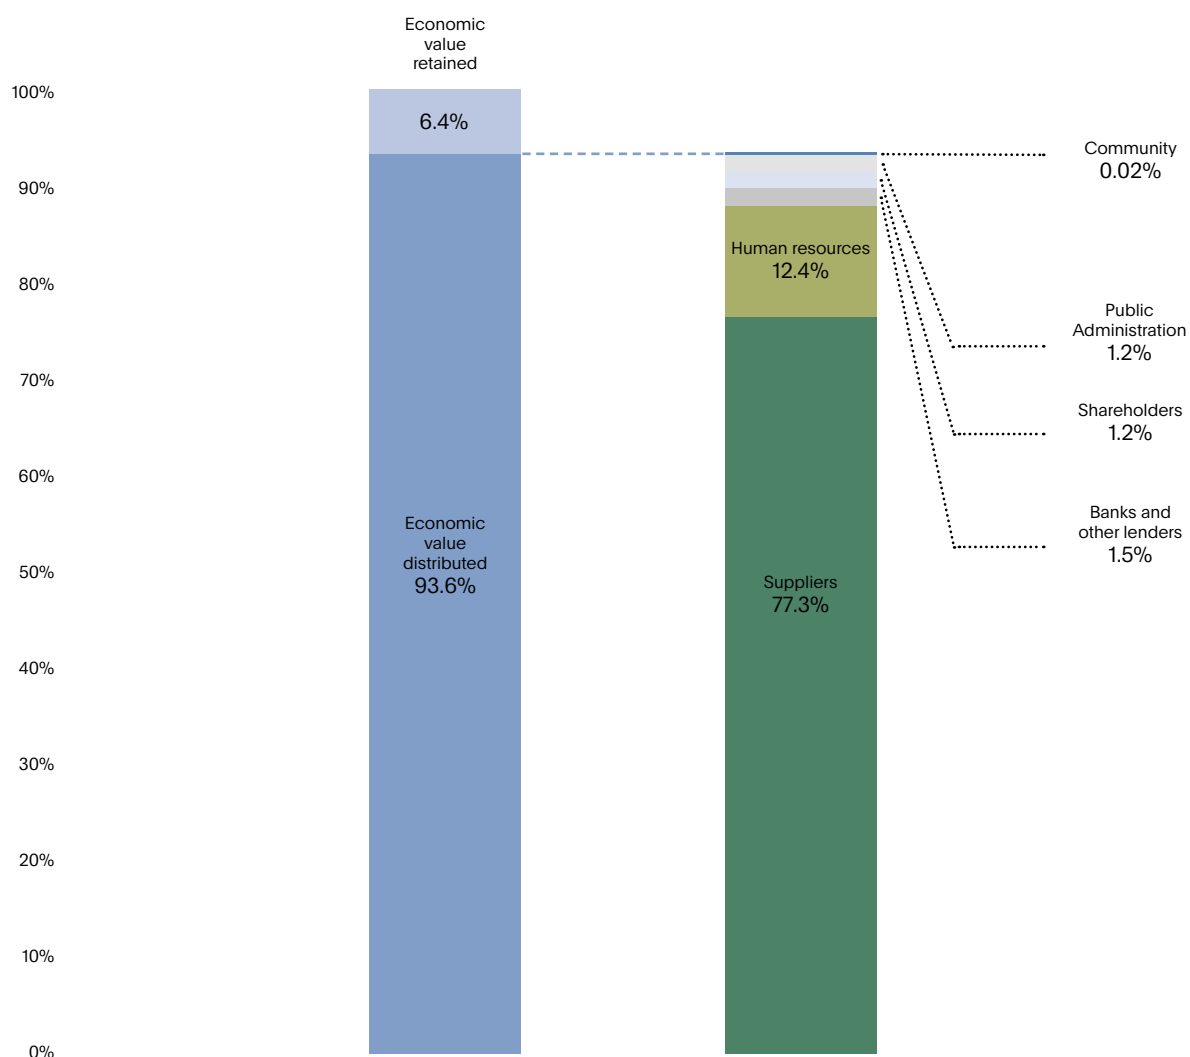 Economic
value
retained
100%
90%
80%
70%
60%
50%
40%
30%
20%
10%
0%
6.4%
Economic
value
distributed
93.6%
Human resources
12.4%
Suppliers
77.3%
Community
0.02%
Public
Administration
1.2%
Shareholders
1.2%
Banks and
other lenders
1.5%